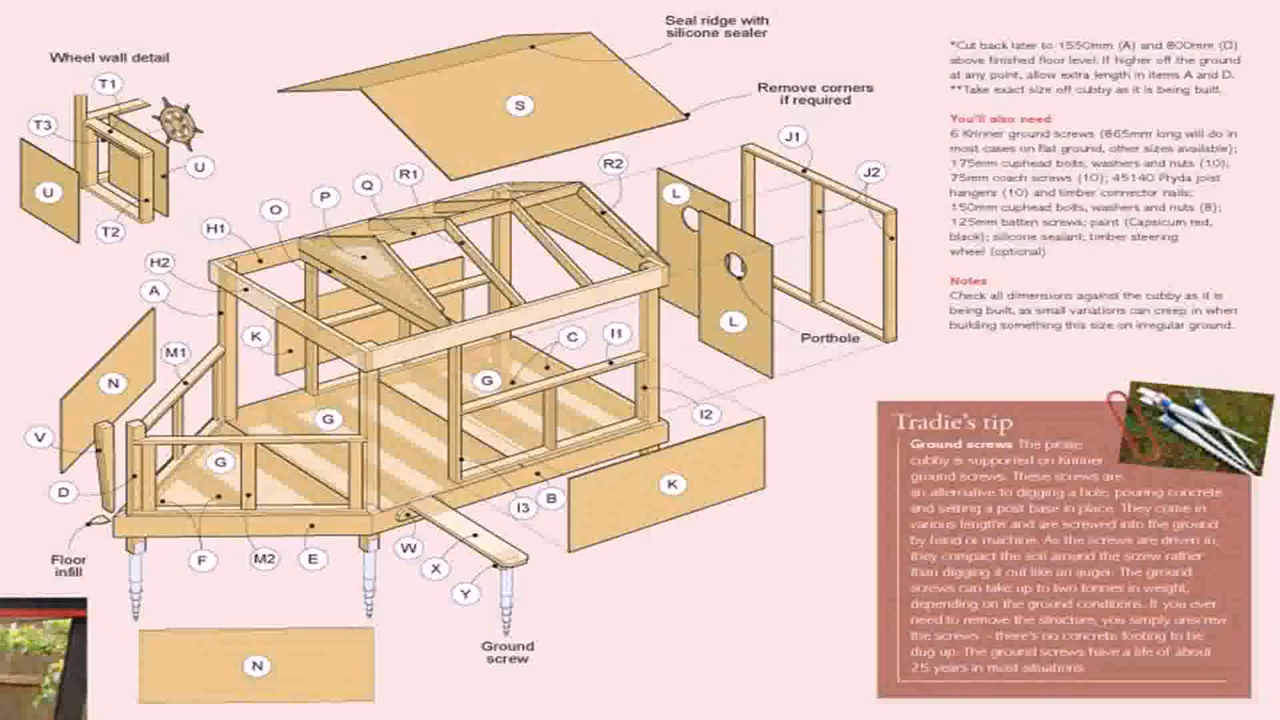 Wheel wall detail
T1
T3
U
U
T2
Seal ridge with
silicone sealer
S
Remove corners
if required
J1
J2
R2
R1
Q
P
O
H1
H2
A
L
L
Porthole
K
M1
N
C
I1
G
G
G
I2
V
D
K
B
I3
W
X
Y
Floor
infill
F
M2
E
Ground
screw
N
*Cut back later to 1550mm (A) and 800mm (D)
above finished floor level. If higher off the ground
at any point, allow extra length in items A and D.
**Take exact size off cubby as it is being built.
You'll also need
6 Krinner ground screws (865mm long will do in
most cases on flat ground, other sizes available);
175mm cuphead bolts, washers and nuts (10);
75mm coach screws (10); 45140 Pryda joist
hangers (10) and timber connector nails;
150mm cuphead bolts, washers and nuts (8);
125mm batten screws; paint (Capsicum red,
black); silicone sealant; timber steering
wheel (optional)
Notes
Check all dimensions against the cubby as it is
being built, as small variations can creep in when
building something this size on irregular ground.
Tradie's tip
Ground screws The pirate
cubby is supported on Krinner
ground screws. These screws are
an alternative to digging a hole, pouring concrete
and setting a post base in place. They come in
various lengths and are screwed into the ground
by hand or machine. As the screws are driven in,
they compact the soil around the screw rather
than digging it out like an auger. The ground
screws can take up to two tonnes in weight,
depending on the ground conditions. If you ever
need to remove the structure, you simply unscrew
the screws – there's no concrete footing to be
dug up. The ground screws have a life of about
25 years in most situations.